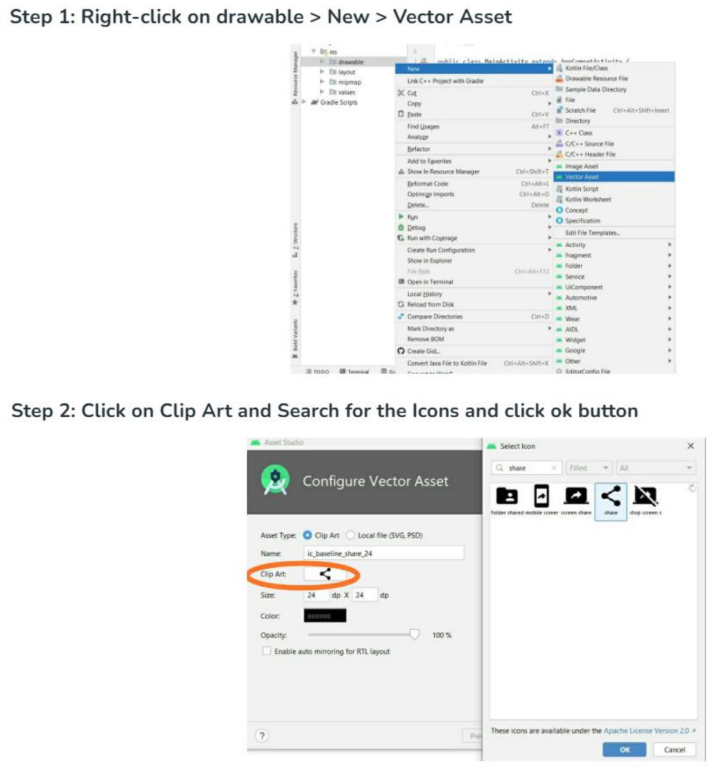 Step 1: Right-click on drawable > New > Vector Asset
res
drawable
layout
mipmap
values
Gradle Scripts
Resource Manager
Z: Structure
2: Favorites
Build Variants
public class MainActivity extends AppCompatActivity {
New
Link C++ Project with Gradle
Cut Ctrl+X
Copy
Paste Ctrl+V
Find Usages Alt+F7
Analyze
Refactor
Add to Favorites
Show In Resource Manager Ctrl+Shift+T
Reformat Code Ctrl+Alt+L
Optimize Imports Ctrl+Alt+O
Delete... Delete
Run
Debug
Run with Coverage
Create Run Configuration
Show in Explorer
File Path Ctrl+Alt+F12
Open in Terminal
Local History
Reload from Disk
Compare Directories Ctrl+D
Mark Directory as
Remove BOM
Create Gist...
Convert Java File to Kotlin File Ctrl+Alt+Shift+K
Kotlin File/Class
Drawable Resource File
Sample Data Directory
File
Scratch File Ctrl+Alt+Shift+Insert
Directory
C++ Class
C/C++ Source File
C/C++ Header File
Image Asset
Vector Asset
Kotlin Script
Kotlin Worksheet
Concept
Specification
Edit File Templates...
Activity
Fragment
Folder
Service
UiComponent
Automotive
XML
Wear
AIDL
Widget
Google
Other
EditorConfig File
TODO Terminal
Step 2: Click on Clip Art and Search for the Icons and click ok button
Asset Studio
Configure Vector Asset
Asset Type: Clip Art Local file (SVG, PSD)
Name: ic_baseline_share_24
Clip Art:
Size: 24 dp X 24 dp
Color: 000000
Opacity: 100 %
Enable auto mirroring for RTL layout
?
Select Icon
share Filled All
folder shared mobile screen screen share share stop screen s
These icons are available under the Apache License Version 2.0
OK Cancel